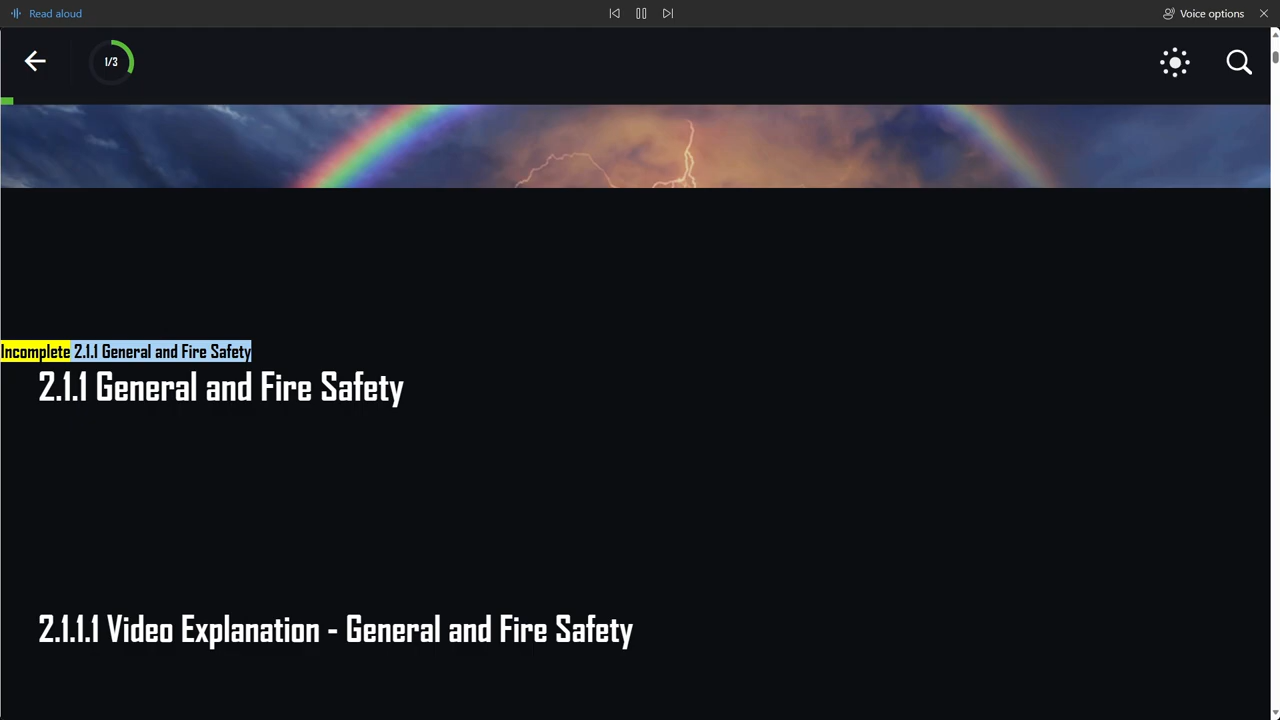 Read aloud
Voice options
1/3
Incomplete 2.1.1 General and Fire Safety
2.1.1 General and Fire Safety
2.1.1.1 Video Explanation - General and Fire Safety